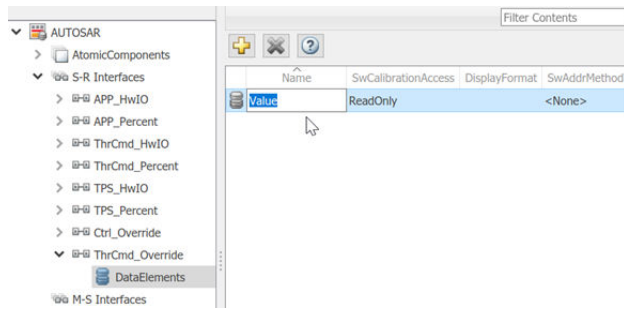 Filter Contents
AUTOSAR
AtomicComponents
S-R Interfaces
APP_HwIO
APP_Percent
ThrCmd_HwIO
ThrCmd_Percent
TPS_HwIO
TPS_Percent
Ctrl_Override
ThrCmd_Override
DataElements
M-S Interfaces
Name SwCalibrationAccess DisplayFormat SwAddrMethod
Value ReadOnly <None>